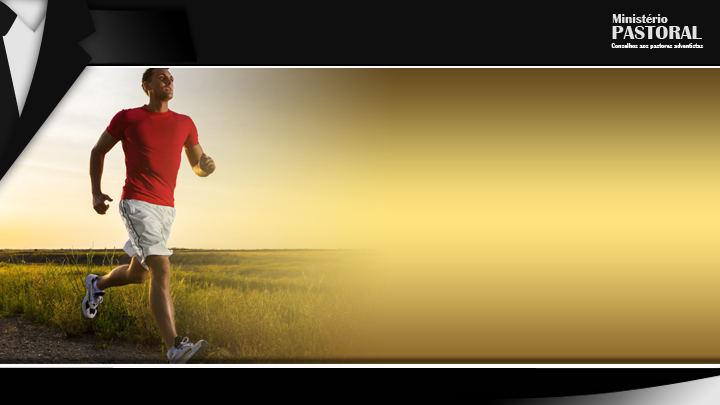 Ministério
PASTORAL
Conselhos aos pastores adventistas